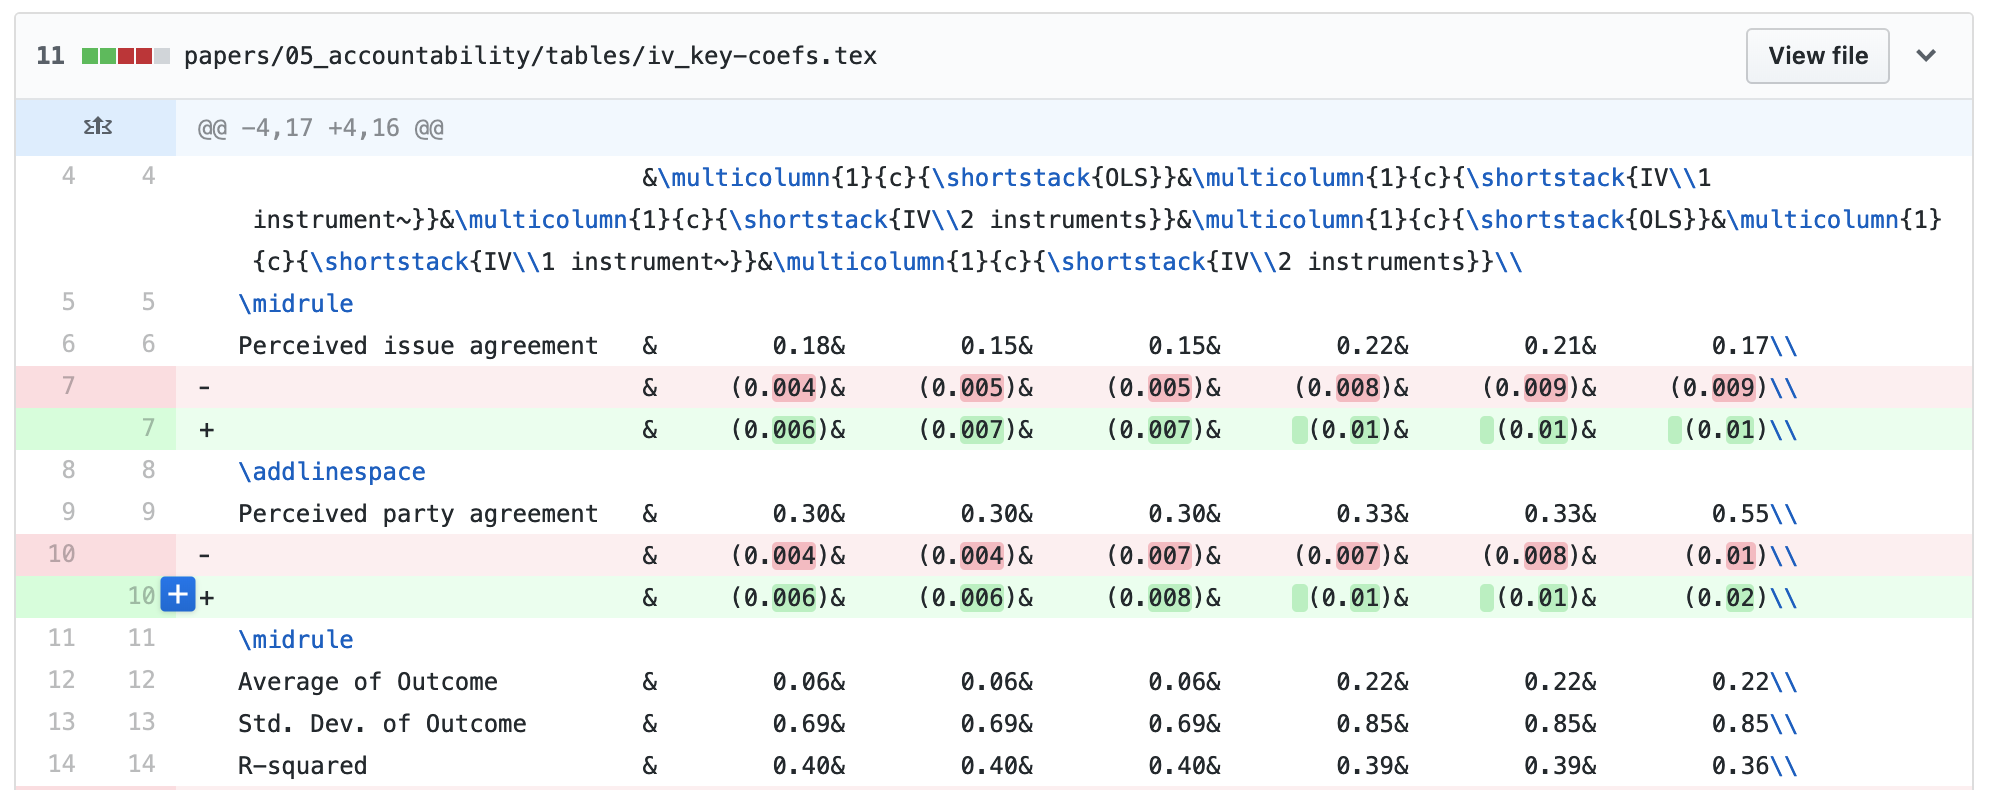 11 papers/05_accountability/tables/iv_key-coefs.tex View file
@@ -4,17 +4,16 @@
4 4 &\multicolumn{1}{c}{\shortstack{OLS}}&\multicolumn{1}{c}{\shortstack{IV\\1
instrument~}}&\multicolumn{1}{c}{\shortstack{IV\\2 instruments}}&\multicolumn{1}{c}{\shortstack{OLS}}&\multicolumn{1}
{c}{\shortstack{IV\\1 instrument~}}&\multicolumn{1}{c}{\shortstack{IV\\2 instruments}}\\
5 5 \midrule
6 6 Perceived issue agreement & 0.18& 0.15& 0.15& 0.22& 0.21& 0.17\\
7 - & (0.004)& (0.005)& (0.005)& (0.008)& (0.009)& (0.009)\\
7 + & (0.006)& (0.007)& (0.007)& (0.01)& (0.01)& (0.01)\\
8 8 \addlinespace
9 9 Perceived party agreement & 0.30& 0.30& 0.30& 0.33& 0.33& 0.55\\
10 - & (0.004)& (0.004)& (0.007)& (0.007)& (0.008)& (0.01)\\
10 + & (0.006)& (0.006)& (0.008)& (0.01)& (0.01)& (0.02)\\
11 11 \midrule
12 12 Average of Outcome & 0.06& 0.06& 0.06& 0.22& 0.22& 0.22\\
13 13 Std. Dev. of Outcome & 0.69& 0.69& 0.69& 0.85& 0.85& 0.85\\
14 14 R-squared & 0.40& 0.40& 0.40& 0.39& 0.39& 0.36\\